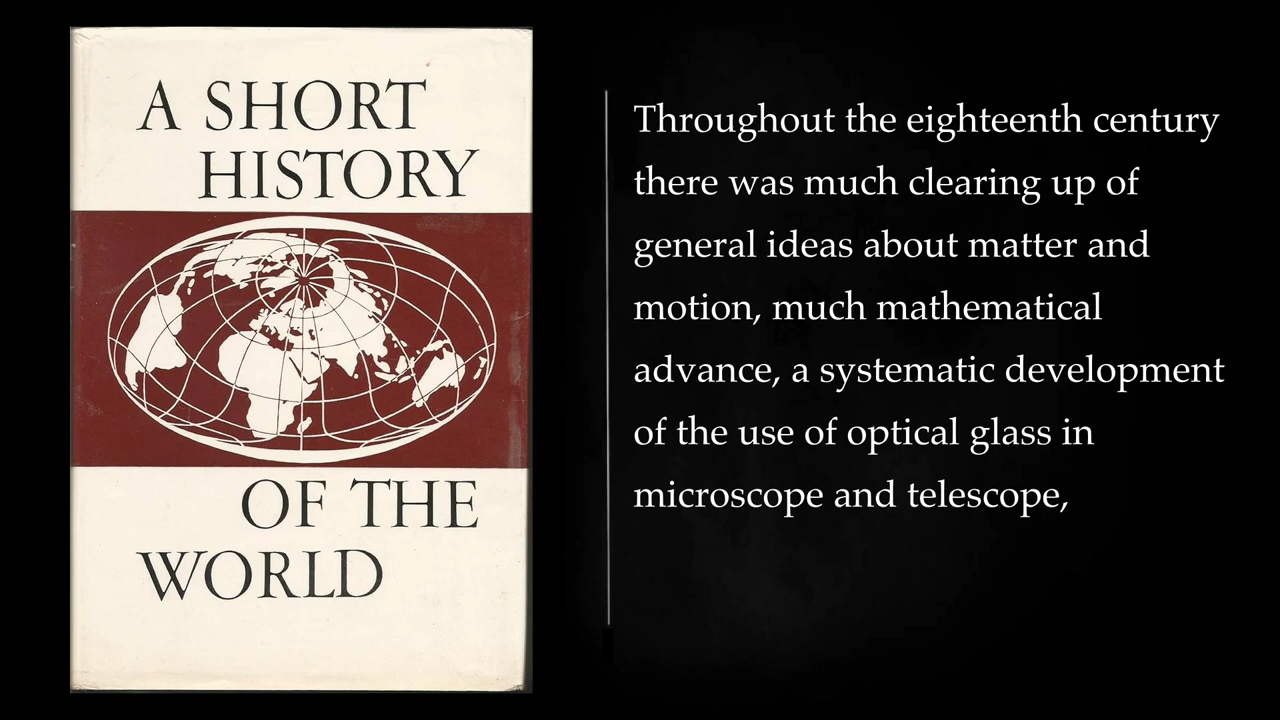 A SHORT
HISTORY
OF THE
WORLD
Throughout the eighteenth century
there was much clearing up of
general ideas about matter and
motion, much mathematical
advance, a systematic development
of the use of optical glass in
microscope and telescope,